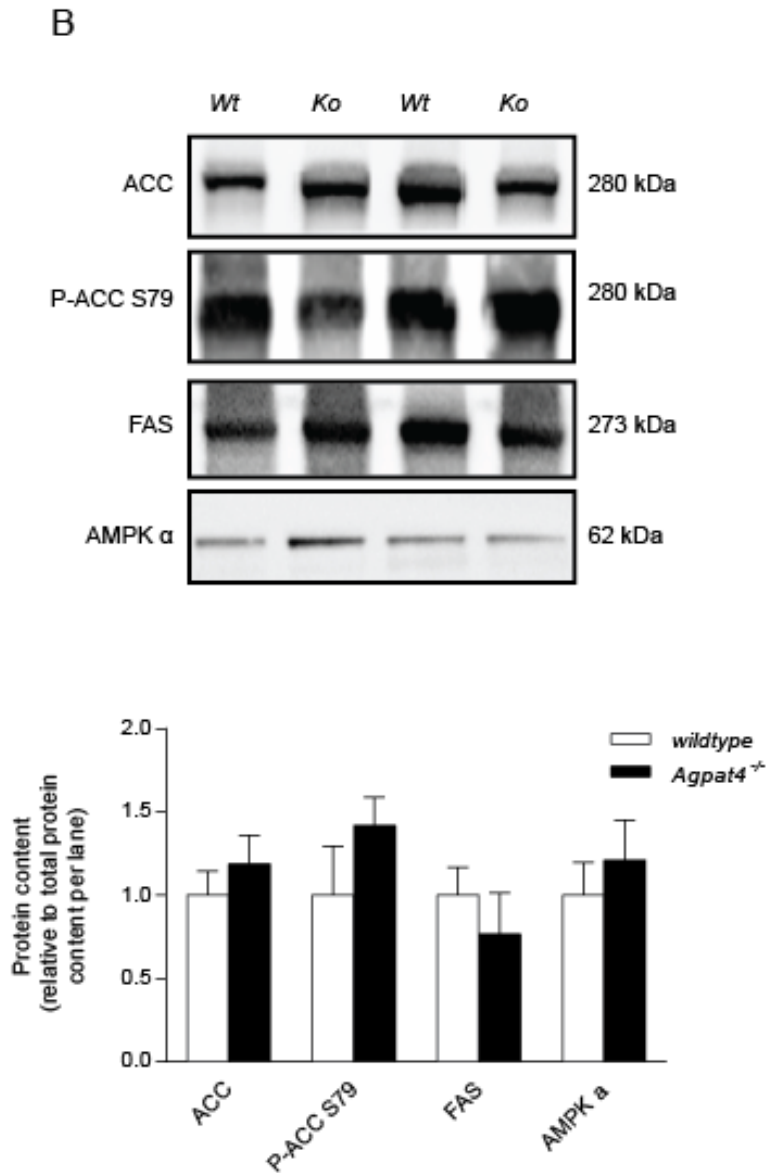 B
Wt Ko Wt Ko
ACC 280 kDa
P-ACC S79 280 kDa
FAS 273 kDa
AMPK α 62 kDa
Protein content
(relative to total protein
content per lane)
2.0
1.5
1.0
0.5
0.0
wildtype
Agpat4-/-
ACC
P-ACC S79
FAS
AMPK a